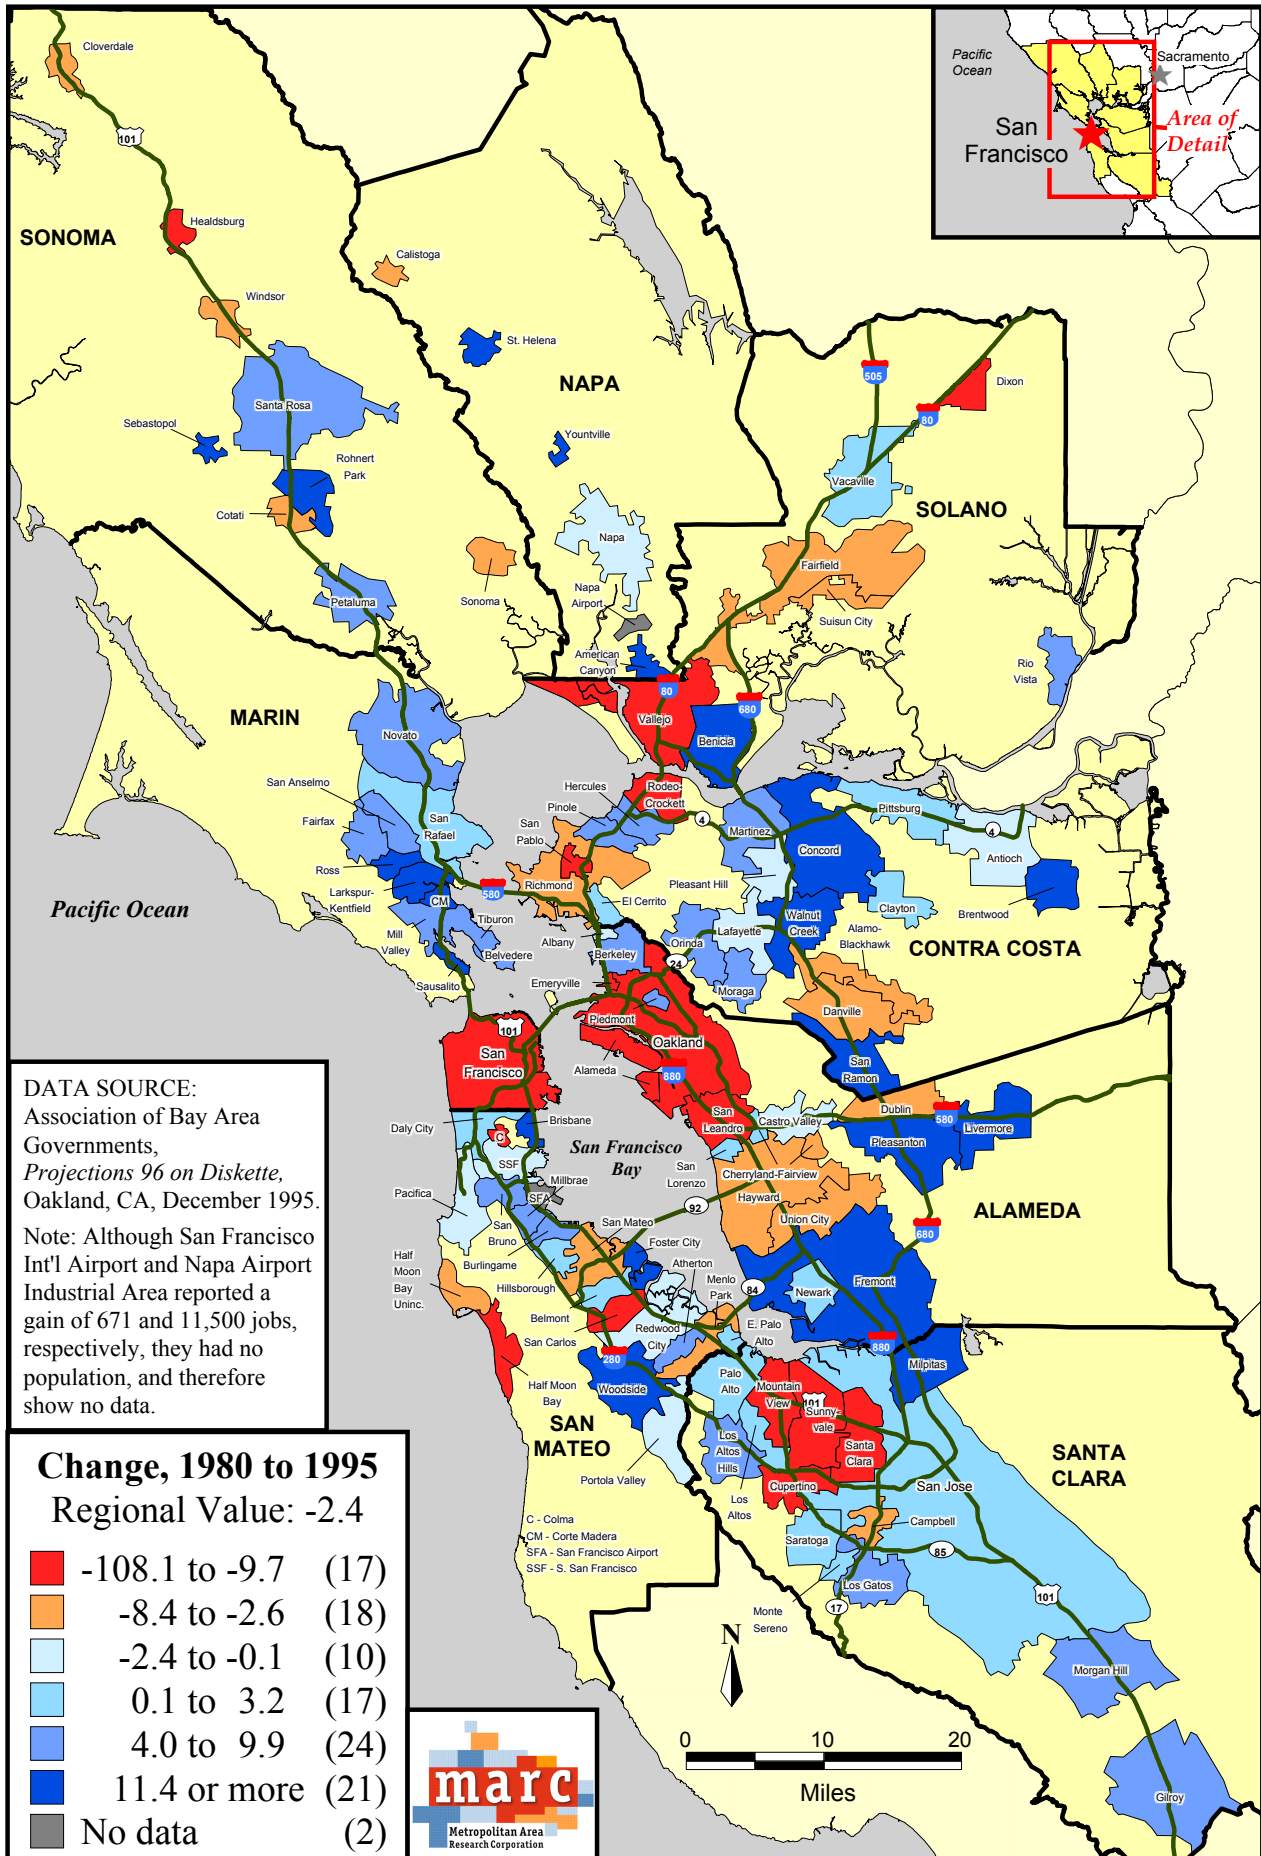 Cloverdale
101
Healdsburg
SONOMA
Windsor
Calistoga
St. Helena
NAPA
Pacific
Ocean
Sacramento
San
Francisco
Area of
Detail
505
Dixon
80
Santa Rosa
Sebastopol
Rohnert
Park
Yountville
Vacaville
Cotati
SOLANO
Napa
Fairfield
Petaluma
Sonoma
Napa
Airport
Suisun City
American
Canyon
Rio
Vista
80
680
MARIN
Vallejo
Novato
Benicia
San Anselmo
Hercules
Rodeo-
Crockett
Pinole
Fairfax
San
Rafael
San
Pablo
4
Martinez
Pittsburg
4
Concord
Antioch
Ross
Larkspur-
Kentfield
580
Richmond
Pleasant Hill
CM
El Cerrito
Clayton
Brentwood
Pacific Ocean
Tiburon
Walnut
Creek
Mill
Valley
Albany
Orinda
Lafayette
Alamo-
Blackhawk
CONTRA COSTA
Belvedere
Berkeley
24
Sausalito
Emeryville
Moraga
Danville
101
Piedmont
San
Francisco
Oakland
Alameda
880
San
Ramon
DATA SOURCE:
Association of Bay Area
Governments,
Projections 96 on Diskette,
Oakland, CA, December 1995.
Note: Although San Francisco
Int'l Airport and Napa Airport
Industrial Area reported a
gain of 671 and 11,500 jobs,
respectively, they had no
population, and therefore
show no data.
Daly City
Brisbane
C
San
Leandro
Castro Valley
Dublin
580
Livermore
Pleasanton
San Francisco
Bay
SSF
San
Lorenzo
Cherryland-Fairview
Millbrae
Pacifica
SFA
Hayward
92
Union City
ALAMEDA
San
Bruno
San Mateo
680
Foster City
Half
Moon
Bay
Uninc.
Burlingame
Atherton
Hillsborough
Menlo
Park
84
Newark
Fremont
Belmont
Redwood
City
E. Palo
Alto
San Carlos
880
280
Milpitas
Half Moon
Bay
Woodside
Palo
Alto
Mountain
View
101
Sunny-
vale
SAN
MATEO
Los
Altos
Hills
Santa
Clara
SANTA
CLARA
Portola Valley
Cupertino
San Jose
Los
Altos
C - Colma
CM - Corte Madera
SFA - San Francisco Airport
SSF - S. San Francisco
Campbell
Saratoga
85
Los Gatos
101
Monte
Sereno
17
N
Morgan Hill
Gilroy
Change, 1980 to 1995
Regional Value: -2.4
-108.1 to -9.7 (17)
-8.4 to -2.6 (18)
-2.4 to -0.1 (10)
0.1 to 3.2 (17)
4.0 to 9.9 (24)
11.4 or more (21)
No data (2)
marc
Metropolitan Area
Research Corporation
0 10 20
Miles